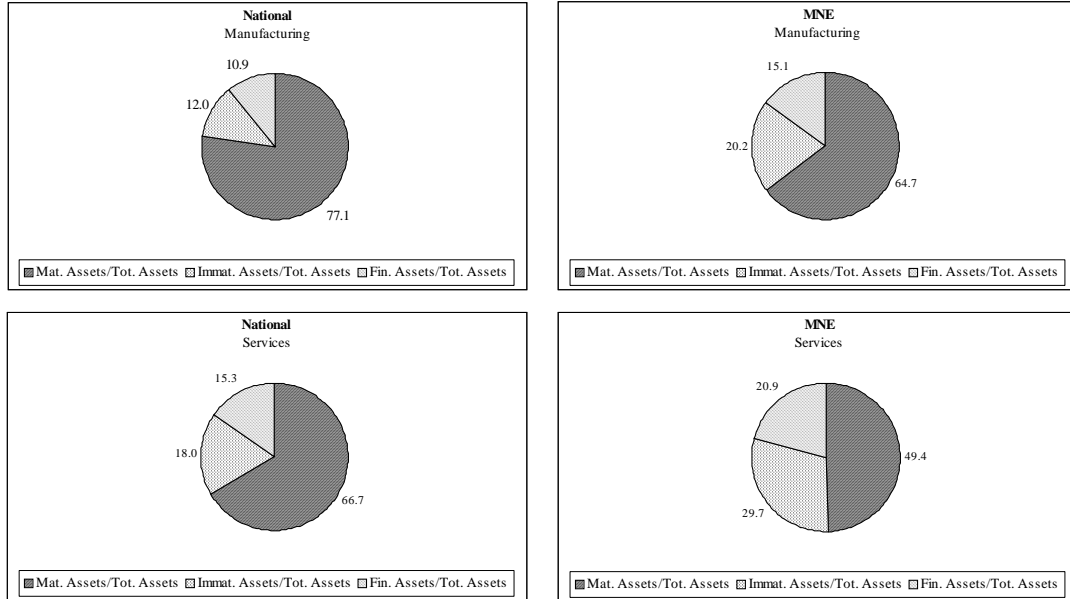 National
Manufacturing
10.9
12.0
77.1
Mat. Assets/Tot. Assets Immat. Assets/Tot. Assets Fin. Assets/Tot. Assets
MNE
Manufacturing
15.1
20.2
64.7
Mat. Assets/Tot. Assets Immat. Assets/Tot. Assets Fin. Assets/Tot. Assets
National
Services
15.3
18.0
66.7
Mat. Assets/Tot. Assets Immat. Assets/Tot. Assets Fin. Assets/Tot. Assets
MNE
Services
20.9
49.4
29.7
Mat. Assets/Tot. Assets Immat. Assets/Tot. Assets Fin. Assets/Tot. Assets